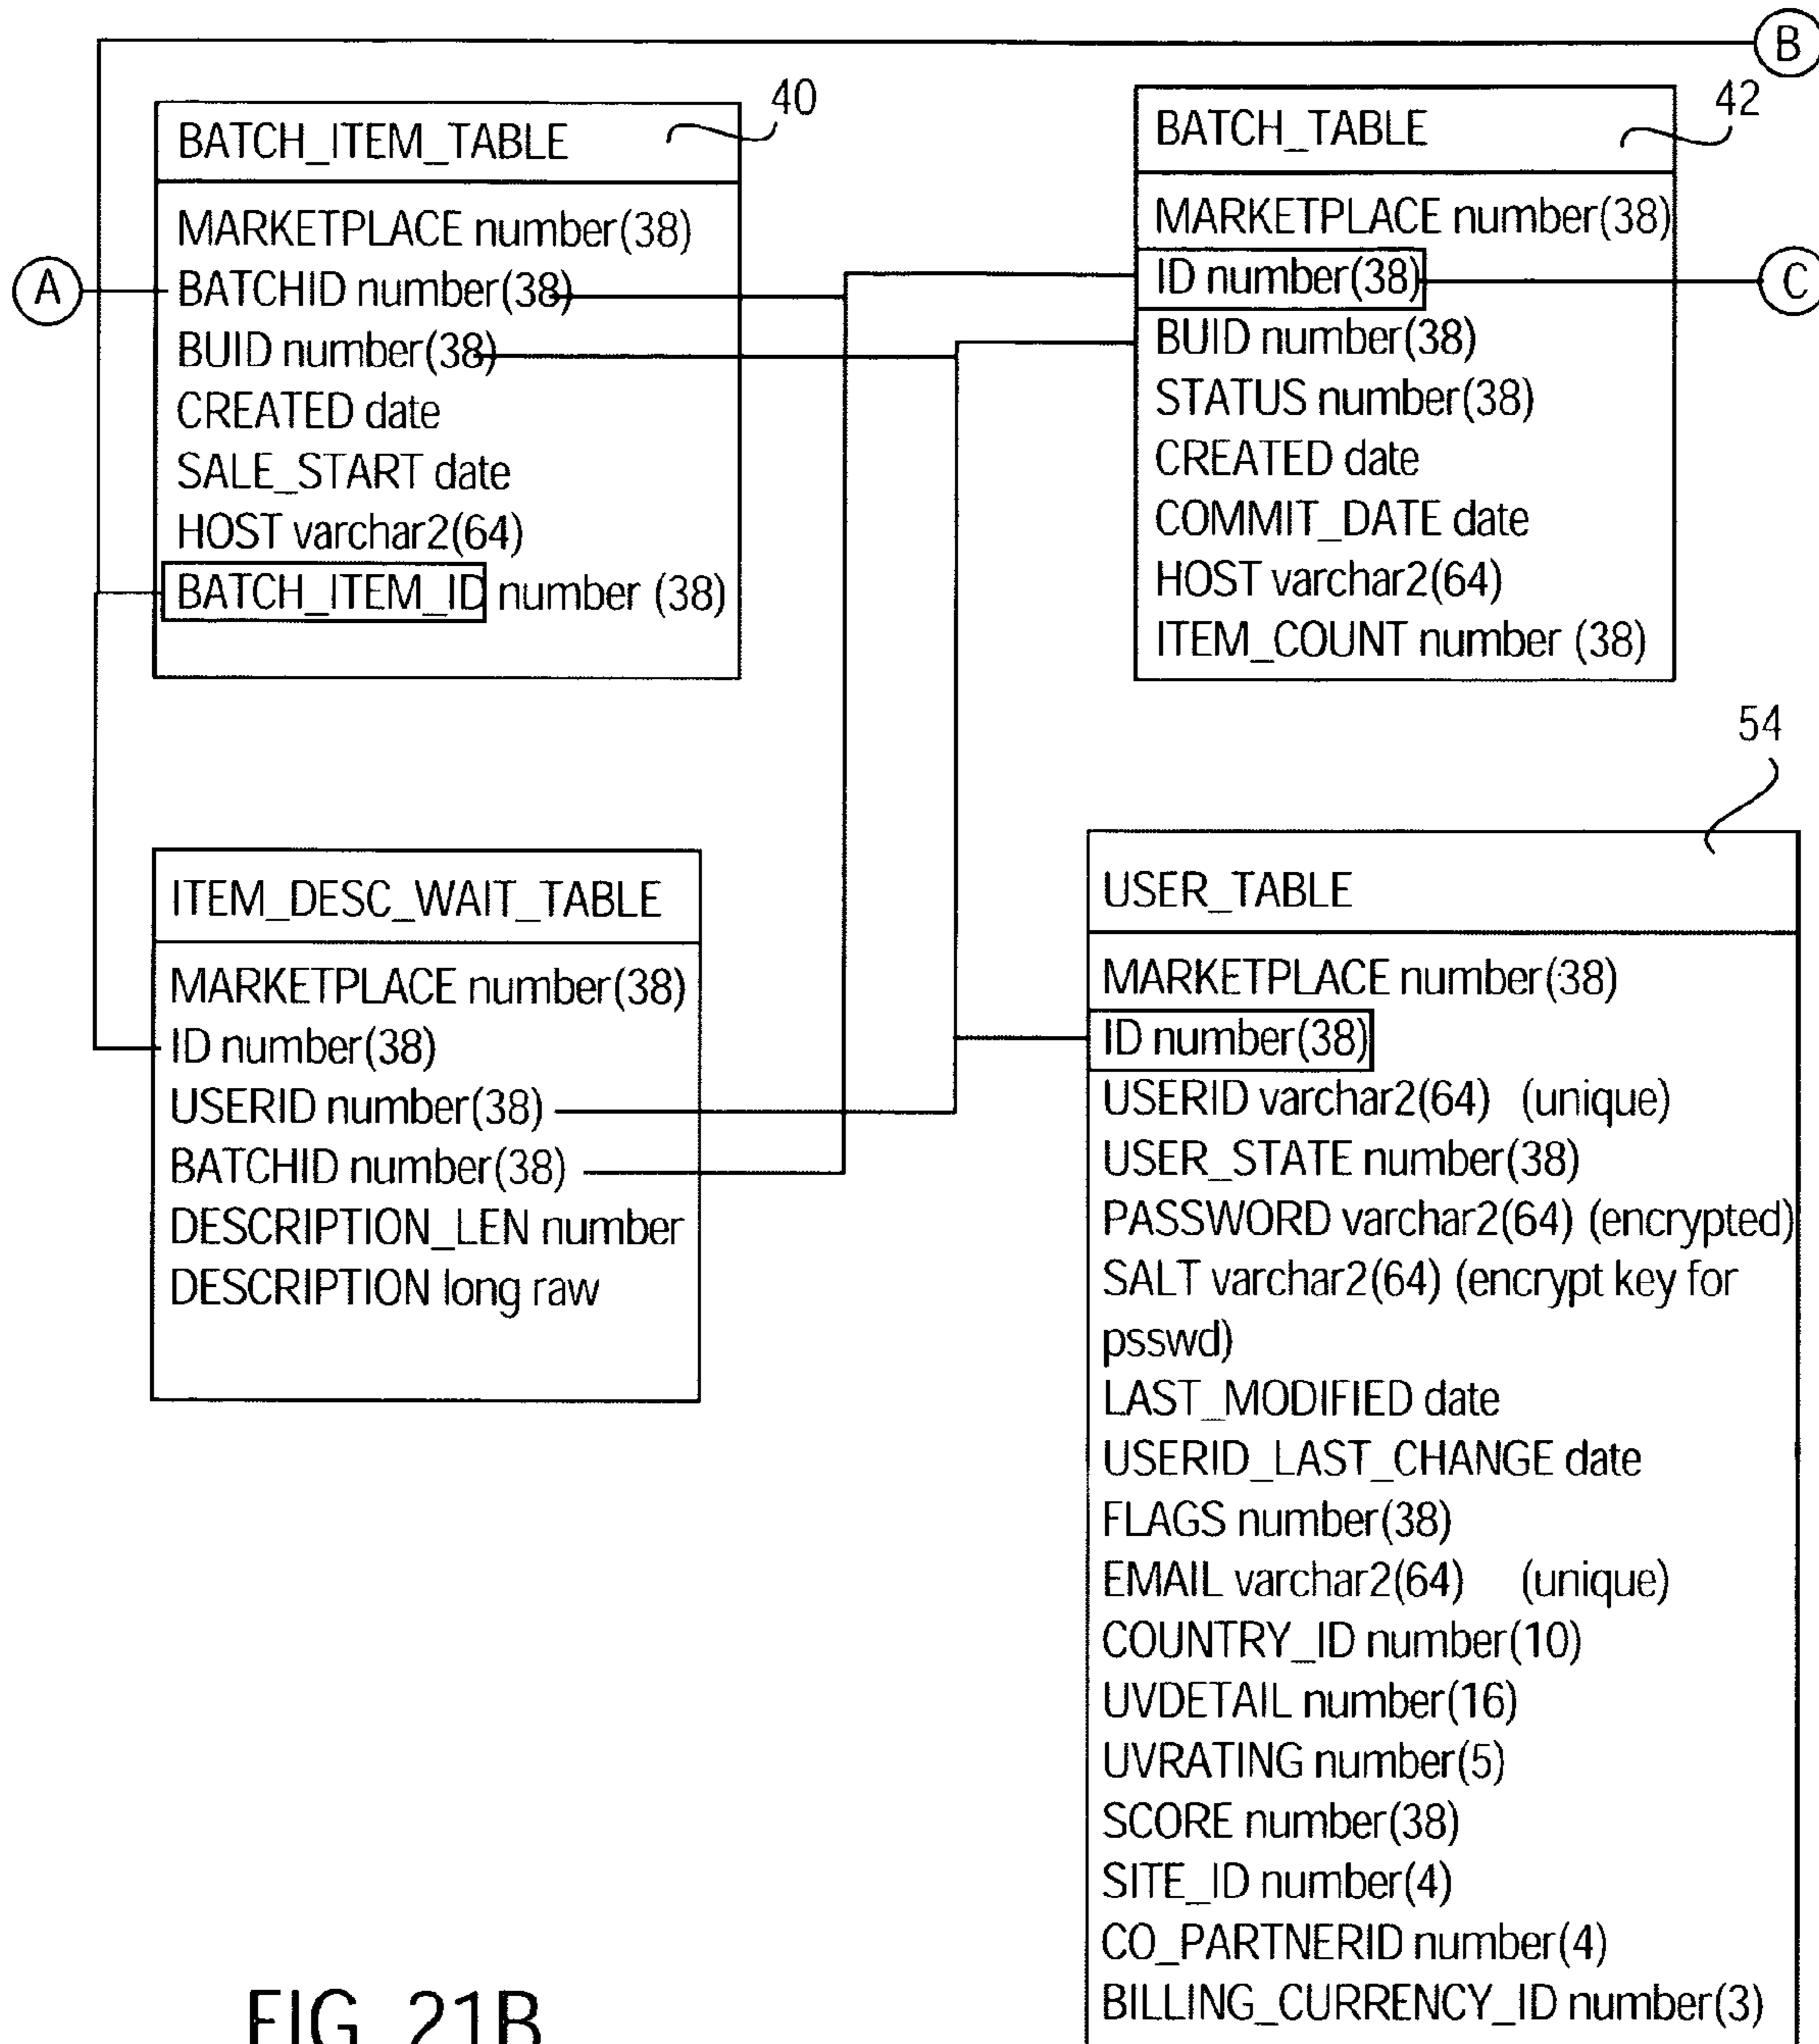 B
40
BATCH_ITEM_TABLE
MARKETPLACE number(38)
A
BATCHID number(38)
BUID number(38)
CREATED date
SALE_START date
HOST varchar2(64)
BATCH_ITEM_ID number (38)
42
BATCH_TABLE
MARKETPLACE number(38)
ID number(38)
C
BUID number(38)
STATUS number(38)
CREATED date
COMMIT_DATE date
HOST varchar2(64)
ITEM_COUNT number (38)
ITEM_DESC_WAIT_TABLE
MARKETPLACE number(38)
ID number(38)
USERID number(38)
BATCHID number(38)
DESCRIPTION_LEN number
DESCRIPTION long raw
54
USER_TABLE
MARKETPLACE number(38)
ID number(38)
USERID varchar2(64) (unique)
USER_STATE number(38)
PASSWORD varchar2(64) (encrypted)
SALT varchar2(64) (encrypt key for
psswd)
LAST_MODIFIED date
USERID_LAST_CHANGE date
FLAGS number(38)
EMAIL varchar2(64) (unique)
COUNTRY_ID number(10)
UVDETAIL number(16)
UVRATING number(5)
SCORE number(38)
SITE_ID number(4)
CO_PARTNERID number(4)
BILLING_CURRENCY_ID number(3)
FIG. 21B